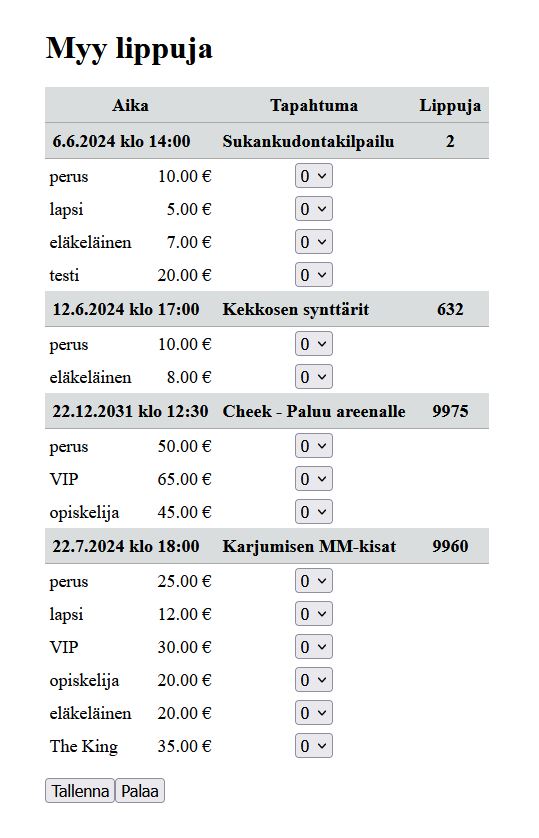 Myy lippuja
Aika Tapahtuma Lippuja
6.6.2024 klo 14:00 Sukankudontakilpailu 2
perus 10.00 € 0
lapsi 5.00 € 0
eläkeläinen 7.00 € 0
testi 20.00 € 0
12.6.2024 klo 17:00 Kekkosen synttärit 632
perus 10.00 € 0
eläkeläinen 8.00 € 0
22.12.2031 klo 12:30 Cheek - Paluu areenalle 9975
perus 50.00 € 0
VIP 65.00 € 0
opiskelija 45.00 € 0
22.7.2024 klo 18:00 Karjumisen MM-kisat 9960
perus 25.00 € 0
lapsi 12.00 € 0
VIP 30.00 € 0
opiskelija 20.00 € 0
eläkeläinen 20.00 € 0
The King 35.00 € 0
Tallenna Palaa